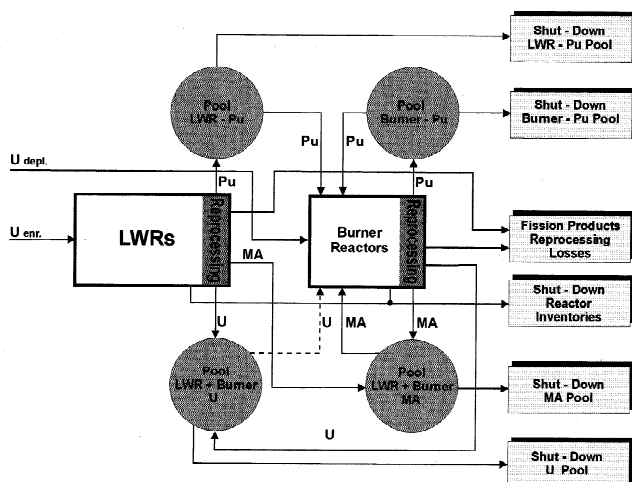 Shut - Down
LWR - Pu Pool
Pool
LWR - Pu
Pool
Burner - Pu
Shut - Down
Burner - Pu Pool
Pu
Pu
U depl.
Pu
Pu
U enr.
LWRs
Reprocessing
MA
Burner
Reactors
Reprocessing
Fission Products
Reprocessing
Losses
Shut - Down
Reactor
Inventories
U
U
MA
MA
Pool
LWR + Burner
U
Pool
LWR + Burner
MA
Shut - Down
MA Pool
U
Shut - Down
U Pool